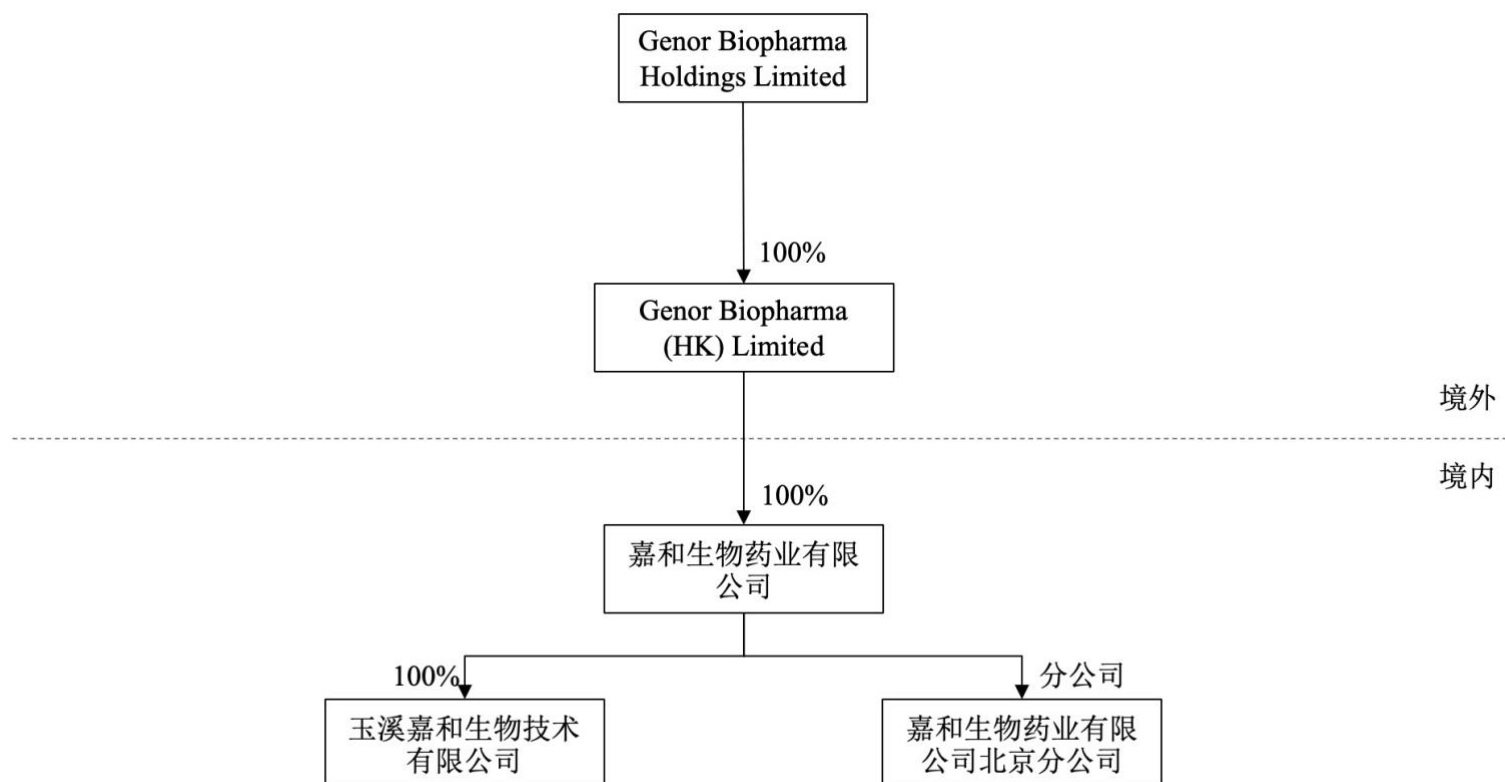 Genor Biopharma
Holdings Limited
100%
Genor Biopharma
(HK) Limited
境外
境内
100%
嘉和生物药业有限
公司
100%
分公司
玉溪嘉和生物技术
有限公司
嘉和生物药业有限
公司北京分公司